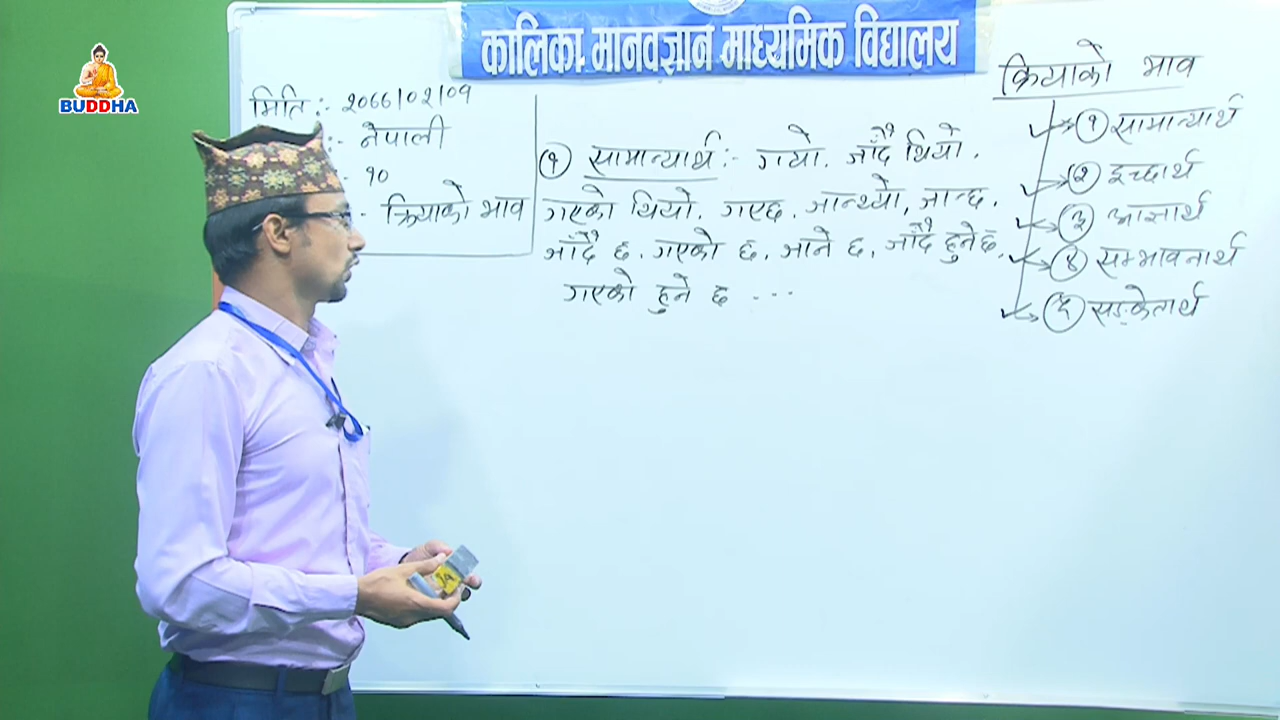 BUDDHA
कालिका मानवज्ञान माध्यमिक विद्यालय
मिति :- २०७७।०२।०९
:- नेपाली
- १०
- क्रियाको भाव
(१) सामान्यार्थ :- गयो, जाँदै थियो,
गएको थियो, गएछ, जान्थ्यो, जान्छ,
जाँदै छ, गएको छ, जाने छ, जाँदै हुनेछ,
गएको हुने छ ...
क्रियाको भाव
१ सामान्यार्थ
२ इच्छार्थ
३ आज्ञार्थ
४ सम्भावनार्थ
५ सङ्केतार्थ